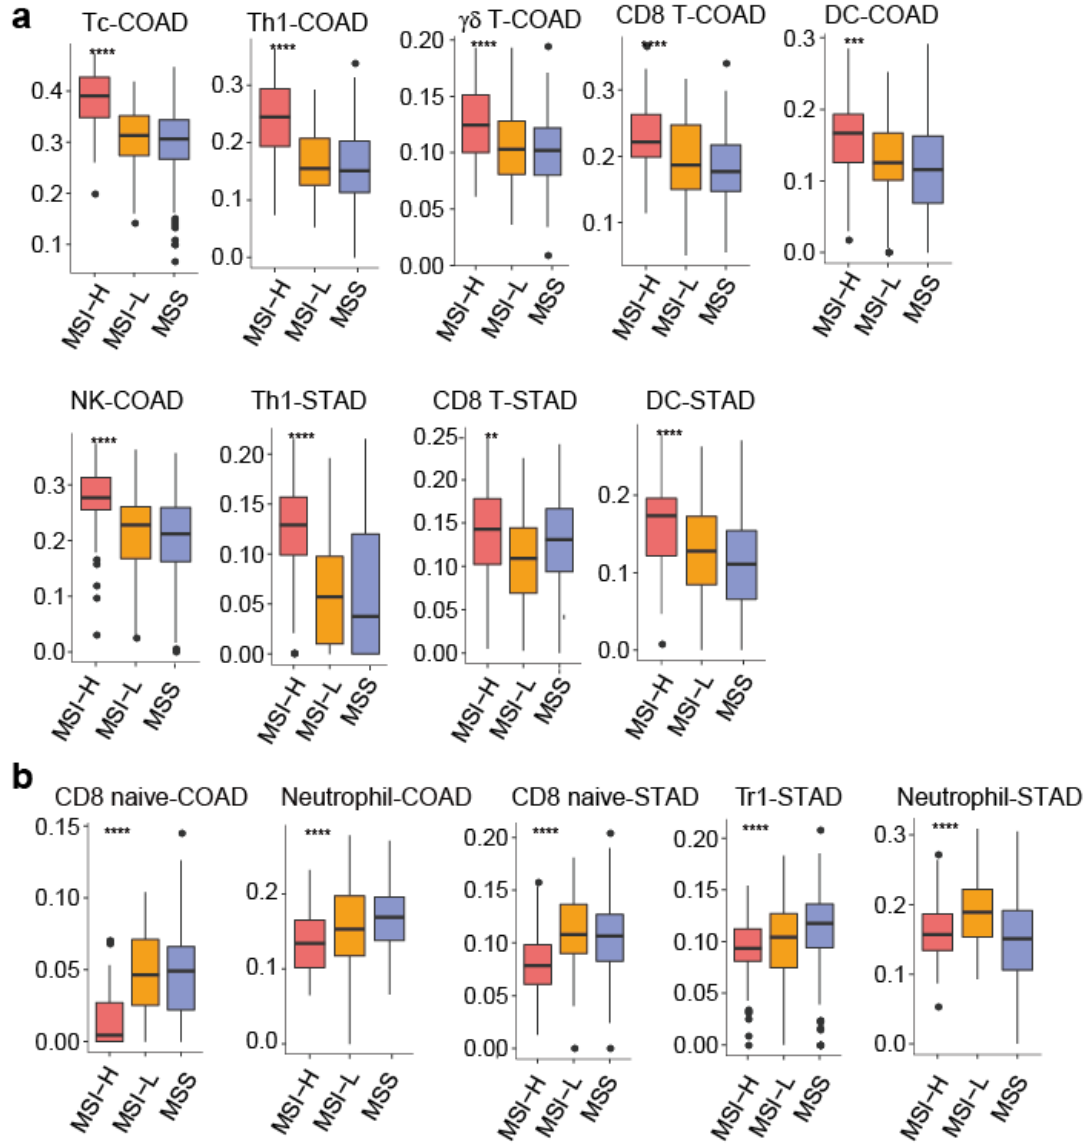 a
Tc-COAD Th1-COAD γδ T-COAD CD8 T-COAD DC-COAD
**** **** **** **** ***
0.4 0.3 0.2 0.1
0.3 0.2 0.1 0.0
0.20 0.15 0.10 0.05 0.00
0.3 0.2 0.1
0.3 0.2 0.1 0.0
MSI-H MSI-L MSS MSI-H MSI-L MSS MSI-H MSI-L MSS MSI-H MSI-L MSS MSI-H MSI-L MSS
NK-COAD Th1-STAD CD8 T-STAD DC-STAD
**** **** ** ****
0.3 0.2 0.1 0.0
0.20 0.15 0.10 0.05 0.00
0.25 0.20 0.15 0.10 0.05 0.00
0.2 0.1 0.0
MSI-H MSI-L MSS MSI-H MSI-L MSS MSI-H MSI-L MSS MSI-H MSI-L MSS
b
CD8 naive-COAD Neutrophil-COAD CD8 naive-STAD Tr1-STAD Neutrophil-STAD
**** **** **** **** ****
0.15 0.10 0.05 0.00
0.2 0.1 0.0
0.20 0.15 0.10 0.05 0.00
0.20 0.15 0.10 0.05 0.00
0.3 0.2 0.1 0.0
MSI-H MSI-L MSS MSI-H MSI-L MSS MSI-H MSI-L MSS MSI-H MSI-L MSS MSI-H MSI-L MSS